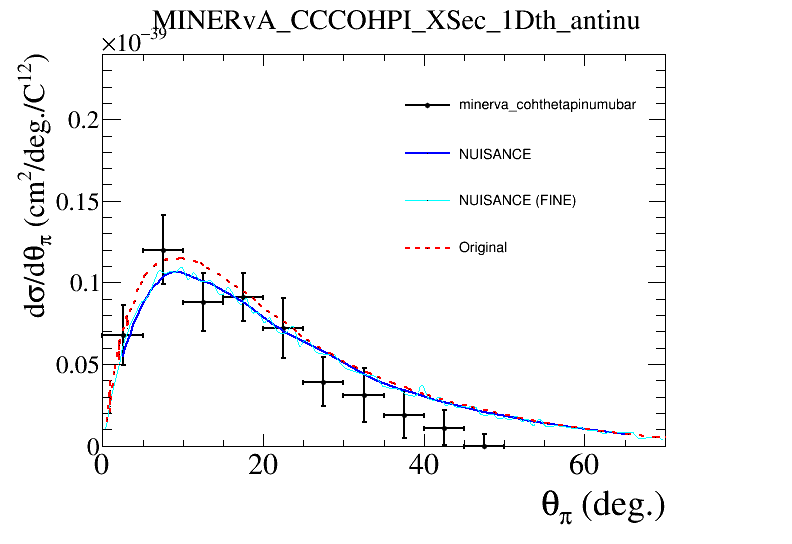 MINERvA_CCCOHPI_XSec_1Dth_antinu
×10⁻³⁹
dσ/dθπ (cm²/deg./C¹²)
0.2
0.15
0.1
0.05
0
minerva_cohthetapinumubar
NUISANCE
NUISANCE (FINE)
Original
0 20 40 60
θπ (deg.)